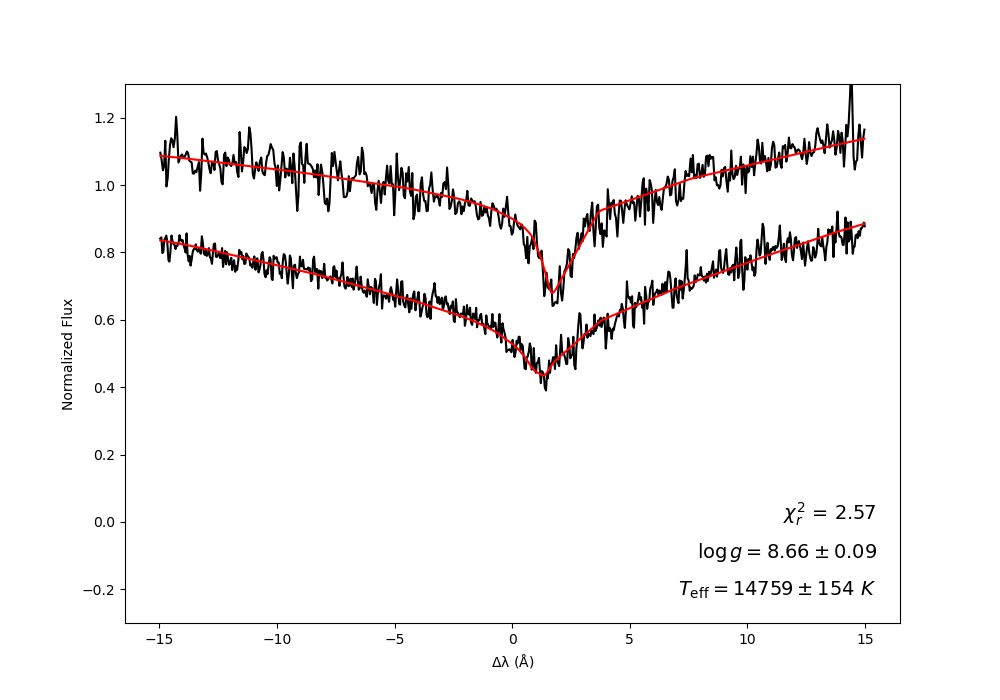 1.2
1.0
0.8
0.6
0.4
0.2
0.0
−0.2
Normalized Flux
χ²ᵣ = 2.57
log g = 8.66 ± 0.09
T_eff = 14759 ± 154 K
−15 −10 −5 0 5 10 15
Δλ (Å)